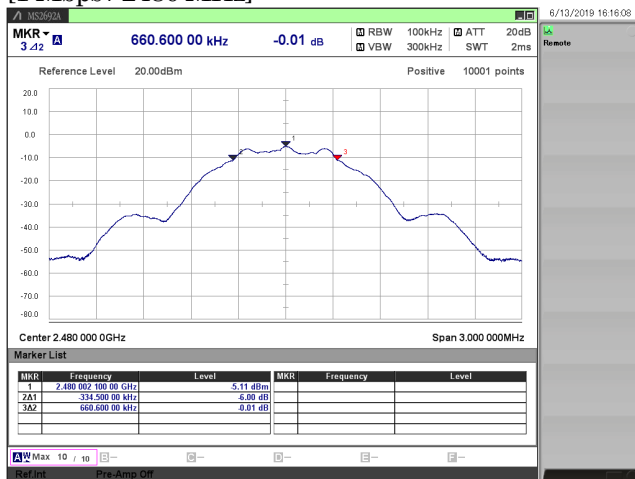 MS2692A
6/13/2019 16:16:08
MKR 3 Δ2 A 660.600 00 kHz -0.01 dB
A RBW 100kHz A ATT 20dB
A VBW 300kHz SWT 2ms
Remote
Reference Level 20.00dBm Positive 10001 points
20.0
10.0
0.0
-10.0
-20.0
-30.0
-40.0
-50.0
-60.0
-70.0
-80.0
2
1
3
Center 2.480 000 0GHz Span 3.000 000MHz
Marker List
MKR Frequency Level MKR Frequency Level
1 2.480 002 100 00 GHz -5.11 dBm
2Δ1 -334.500 00 kHz -6.00 dB
3Δ2 660.600 00 kHz -0.01 dB
A W Max 10 / 10 B- C- D- E- F-
Ref.Int Pre-Amp Off